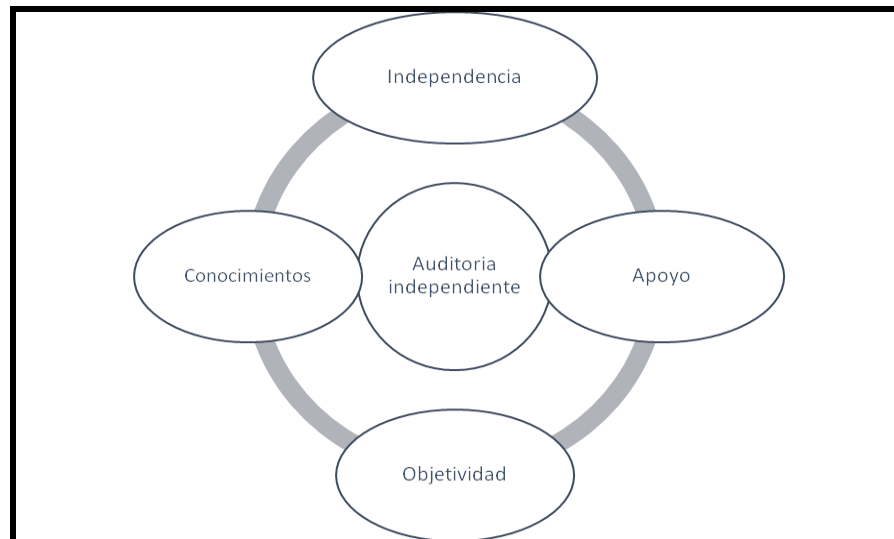 Independencia
Conocimientos
Auditoria
independiente
Apoyo
Objetividad